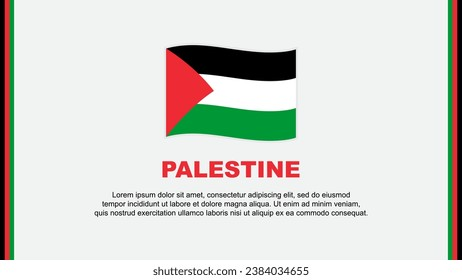 PALESTINE
Lorem ipsum dolor sit amet, consectetur adipiscing elit, sed do eiusmod
tempor incididunt ut labore et dolore magna aliqua. Ut enim ad minim veniam,
quis nostrud exercitation ullamco laboris nisi ut aliquip ex ea commodo consequat.
shutterstock.com · 2384034655